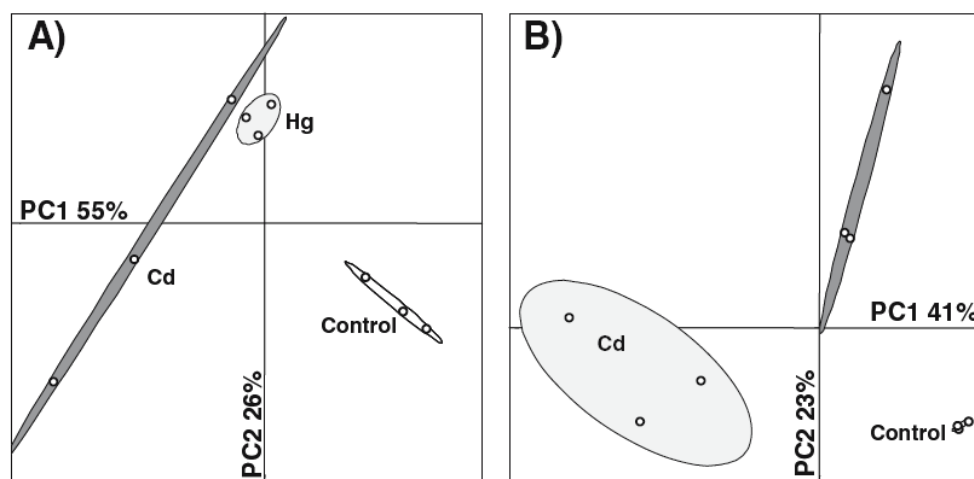 A)
Hg
PC1 55%
Cd
Control
PC2 26%
B)
PC1 41%
Cd
PC2 23%
Control